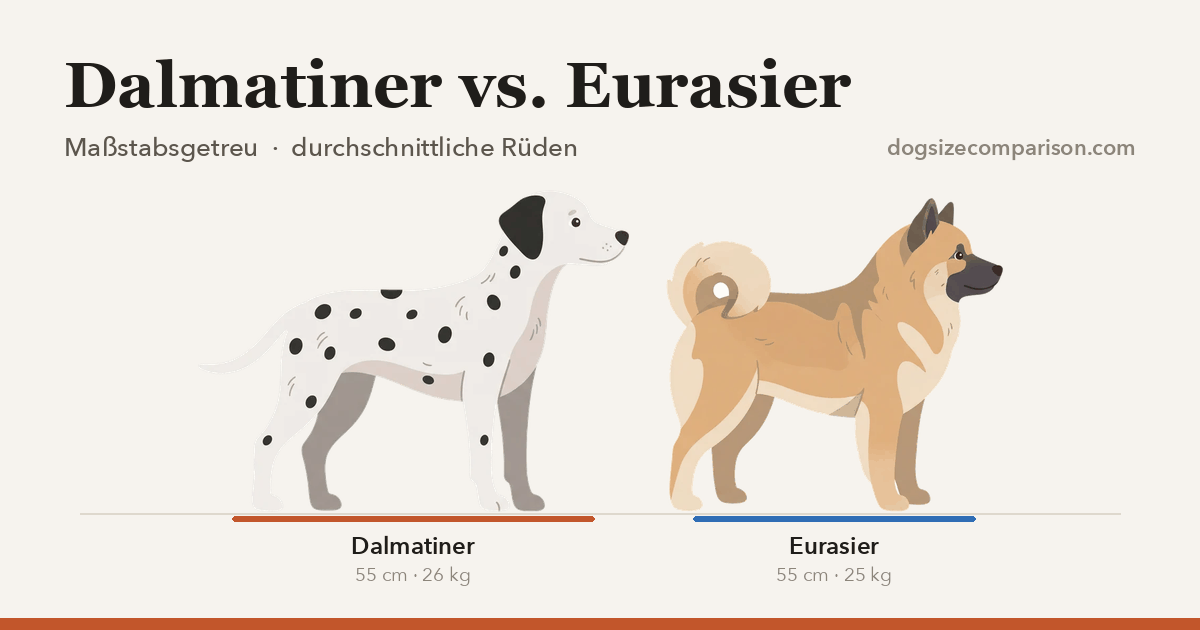 Dalmatiner vs. Eurasier
Maßstabsgetreu · durchschnittliche Rüden
dogsizecomparison.com
Dalmatiner
55 cm · 26 kg
Eurasier
55 cm · 25 kg